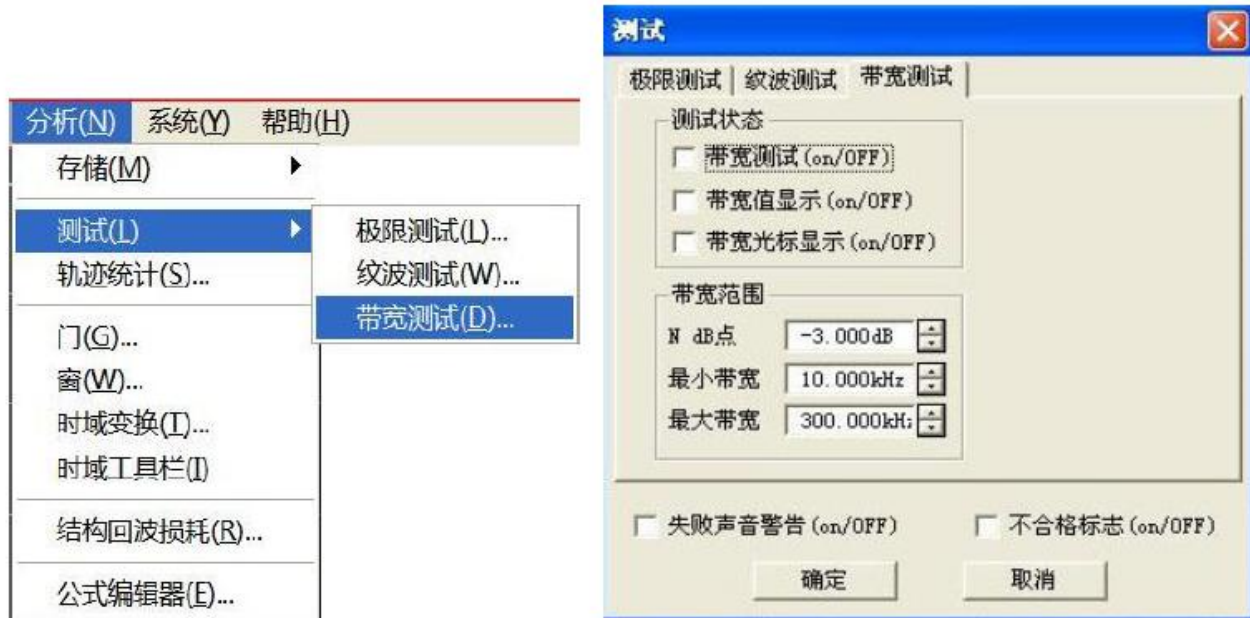 分析(N) 系统(Y) 帮助(H)
存储(M)
测试(L)
轨迹统计(S)...
门(G)...
窗(W)...
时域变换(T)...
时域工具栏(I)
结构回波损耗(R)...
公式编辑器(E)...
极限测试(L)...
纹波测试(W)...
带宽测试(D)...
测试
极限测试 纹波测试 带宽测试
测试状态
带宽测试(on/OFF)
带宽值显示(on/OFF)
带宽光标显示(on/OFF)
带宽范围
N dB点 -3.000dB
最小带宽 10.000kHz
最大带宽 300.000kHz
失败声音警告(on/OFF) 不合格标志(on/OFF)
确定 取消